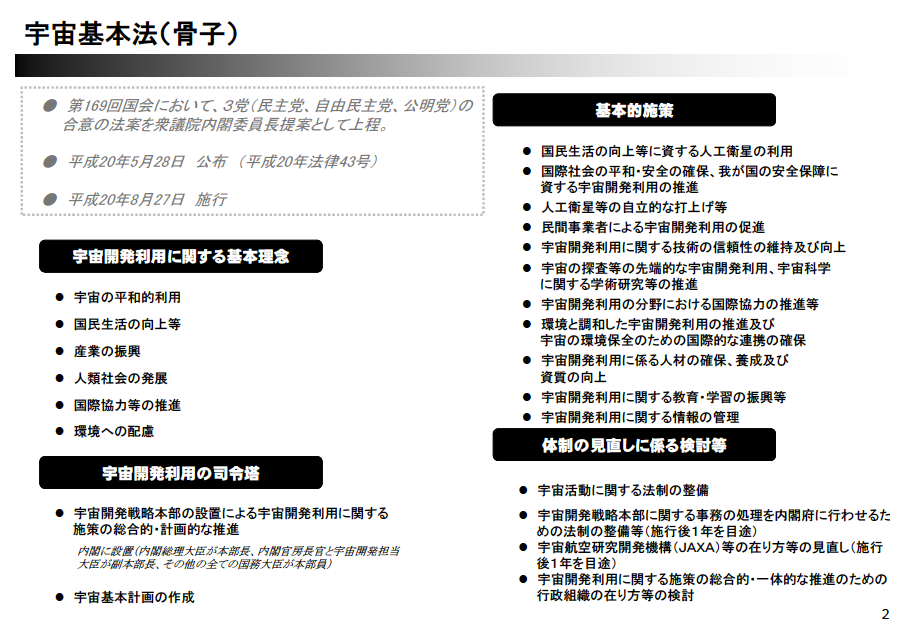 宇宙基本法（骨子）
● 第169回国会において、３党（民主党、自由民主党、公明党）の
合意の法案を衆議院内閣委員長提案として上程。
● 平成20年5月28日 公布 （平成20年法律43号）
● 平成20年8月27日 施行
宇宙開発利用に関する基本理念
● 宇宙の平和的利用
● 国民生活の向上等
● 産業の振興
● 人類社会の発展
● 国際協力等の推進
● 環境への配慮
宇宙開発利用の司令塔
● 宇宙開発戦略本部の設置による宇宙開発利用に関する
施策の総合的・計画的な推進
内閣に設置（内閣総理大臣が本部長、内閣官房長官と宇宙開発担当
大臣が副本部長、その他の全ての国務大臣が本部員）
● 宇宙基本計画の作成
基本的施策
● 国民生活の向上等に資する人工衛星の利用
● 国際社会の平和・安全の確保、我が国の安全保障に
資する宇宙開発利用の推進
● 人工衛星等の自立的な打上げ等
● 民間事業者による宇宙開発利用の促進
● 宇宙開発利用に関する技術の信頼性の維持及び向上
● 宇宙の探査等の先端的な宇宙開発利用、宇宙科学
に関する学術研究等の推進
● 宇宙開発利用の分野における国際協力の推進等
● 環境と調和した宇宙開発利用の推進及び
宇宙の環境保全のための国際的な連携の確保
● 宇宙開発利用に係る人材の確保、養成及び
資質の向上
● 宇宙開発利用に関する教育・学習の振興等
● 宇宙開発利用に関する情報の管理
体制の見直しに係る検討等
● 宇宙活動に関する法制の整備
● 宇宙開発戦略本部に関する事務の処理を内閣府に行わせるた
めの法制の整備等（施行後１年を目途）
● 宇宙航空研究開発機構（JAXA）等の在り方等の見直し（施行
後１年を目途）
● 宇宙開発利用に関する施策の総合的・一体的な推進のための
行政組織の在り方等の検討
2